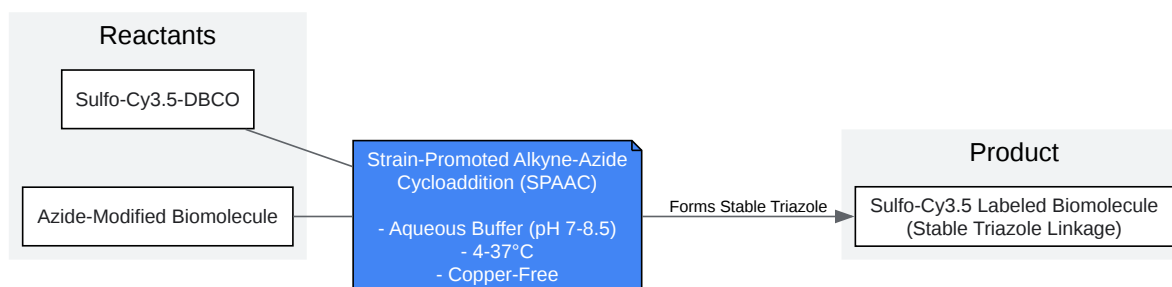 Reactants
Sulfo-Cy3.5-DBCO
Azide-Modified Biomolecule
Strain-Promoted Alkyne-Azide
Cycloaddition (SPAAC)
- Aqueous Buffer (pH 7-8.5)
- 4-37°C
- Copper-Free
Forms Stable Triazole
Product
Sulfo-Cy3.5 Labeled Biomolecule
(Stable Triazole Linkage)